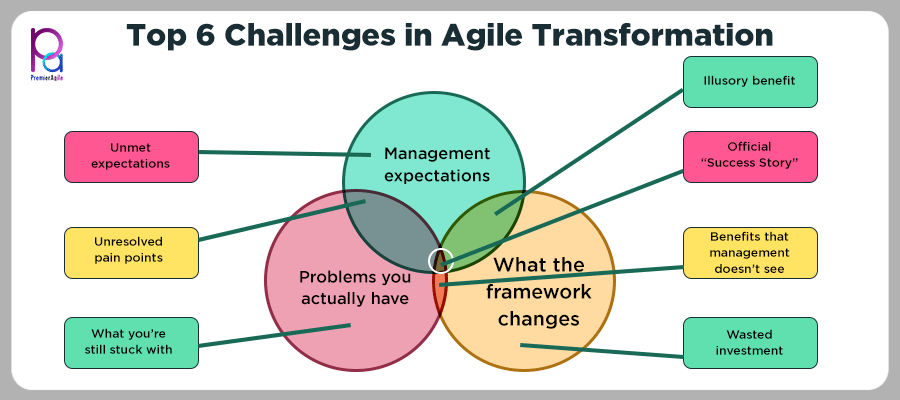 Top 6 Challenges in Agile Transformation
PremierAgile
Illusory benefit
Unmet
expectations
Management
expectations
Official
“Success Story”
Unresolved
pain points
Benefits that
management
doesn't see
Problems you
actually have
What the
framework
changes
What you're
still stuck with
Wasted
investment